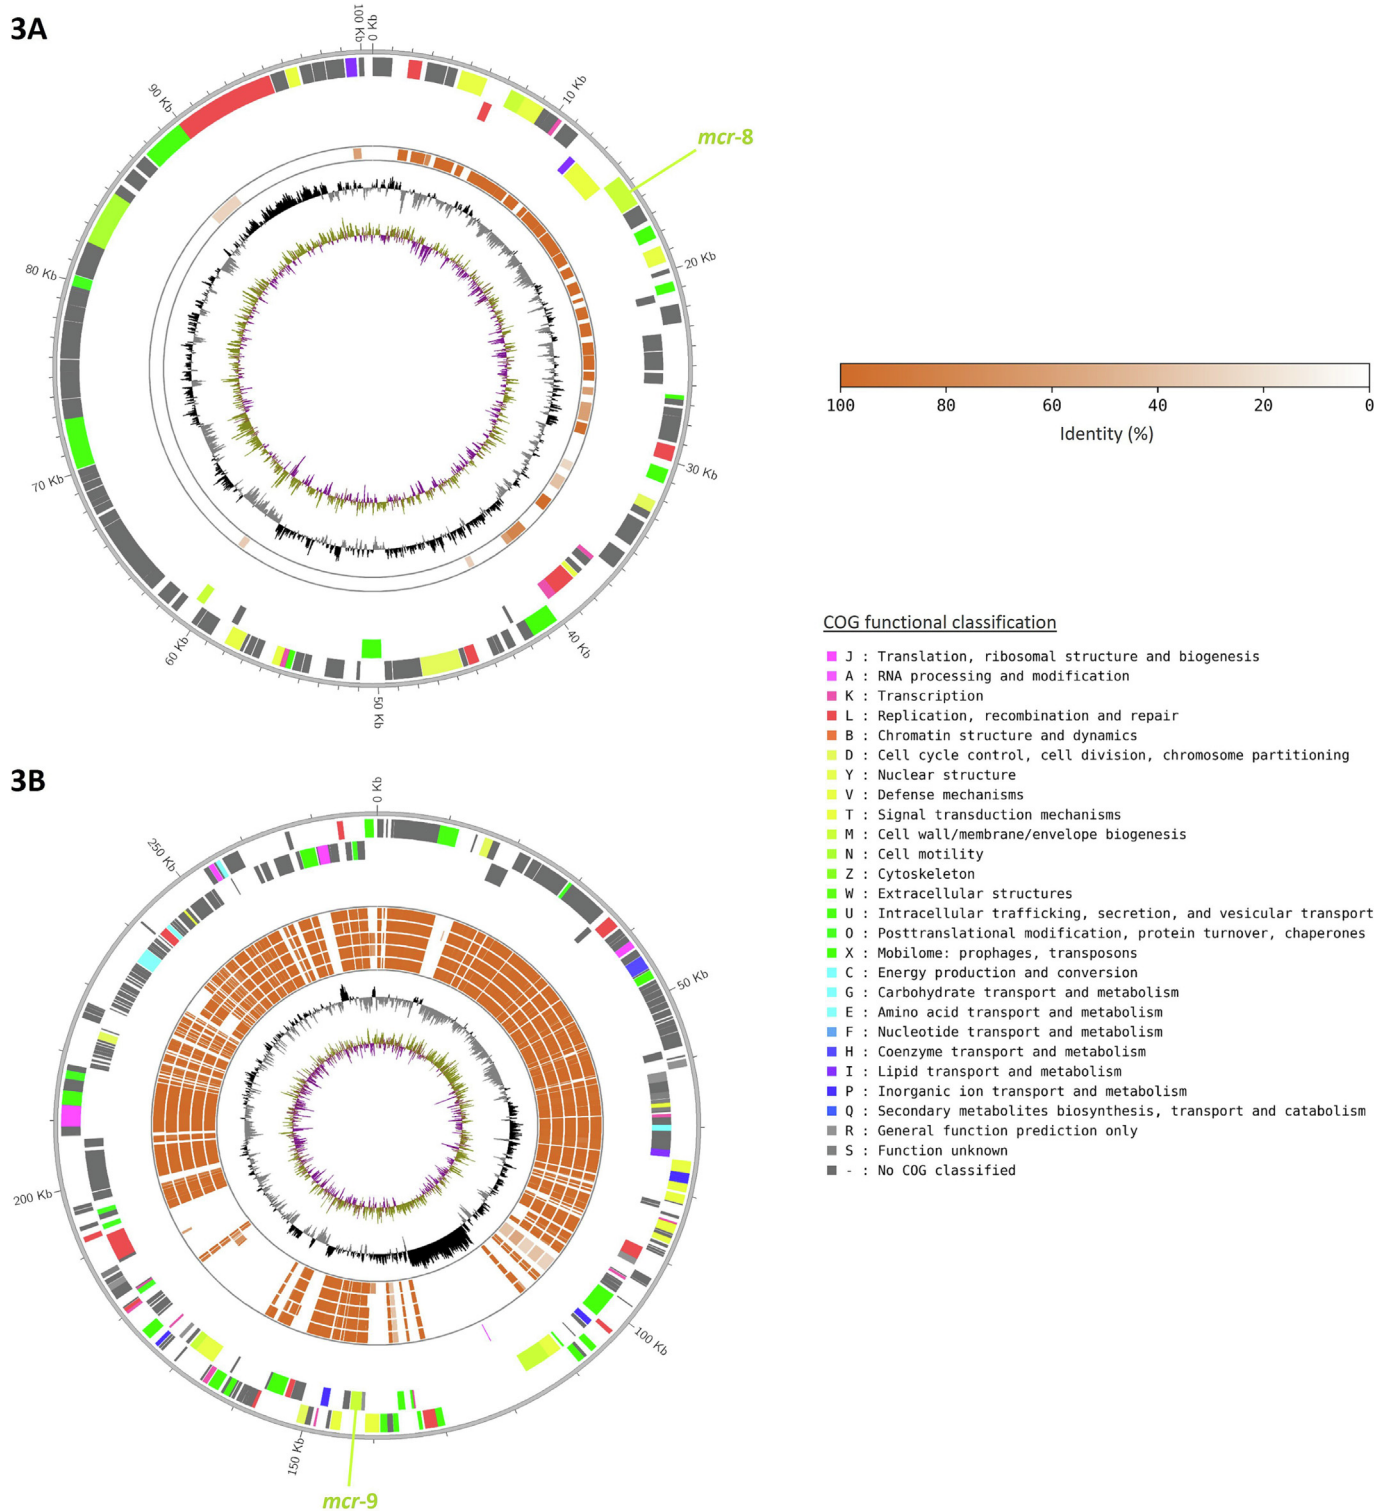 3A
100 Kb
0 Kb
10 Kb
90 Kb
mcr-8
20 Kb
80 Kb
30 Kb
70 Kb
40 Kb
60 Kb
50 Kb
100 80 60 40 20 0
Identity (%)
COG functional classification
J : Translation, ribosomal structure and biogenesis
A : RNA processing and modification
K : Transcription
L : Replication, recombination and repair
B : Chromatin structure and dynamics
D : Cell cycle control, cell division, chromosome partitioning
Y : Nuclear structure
V : Defense mechanisms
T : Signal transduction mechanisms
M : Cell wall/membrane/envelope biogenesis
N : Cell motility
Z : Cytoskeleton
W : Extracellular structures
U : Intracellular trafficking, secretion, and vesicular transport
O : Posttranslational modification, protein turnover, chaperones
X : Mobilome: prophages, transposons
C : Energy production and conversion
G : Carbohydrate transport and metabolism
E : Amino acid transport and metabolism
F : Nucleotide transport and metabolism
H : Coenzyme transport and metabolism
I : Lipid transport and metabolism
P : Inorganic ion transport and metabolism
Q : Secondary metabolites biosynthesis, transport and catabolism
R : General function prediction only
S : Function unknown
- : No COG classified
3B
0 Kb
250 Kb
50 Kb
200 Kb
100 Kb
150 Kb
mcr-9